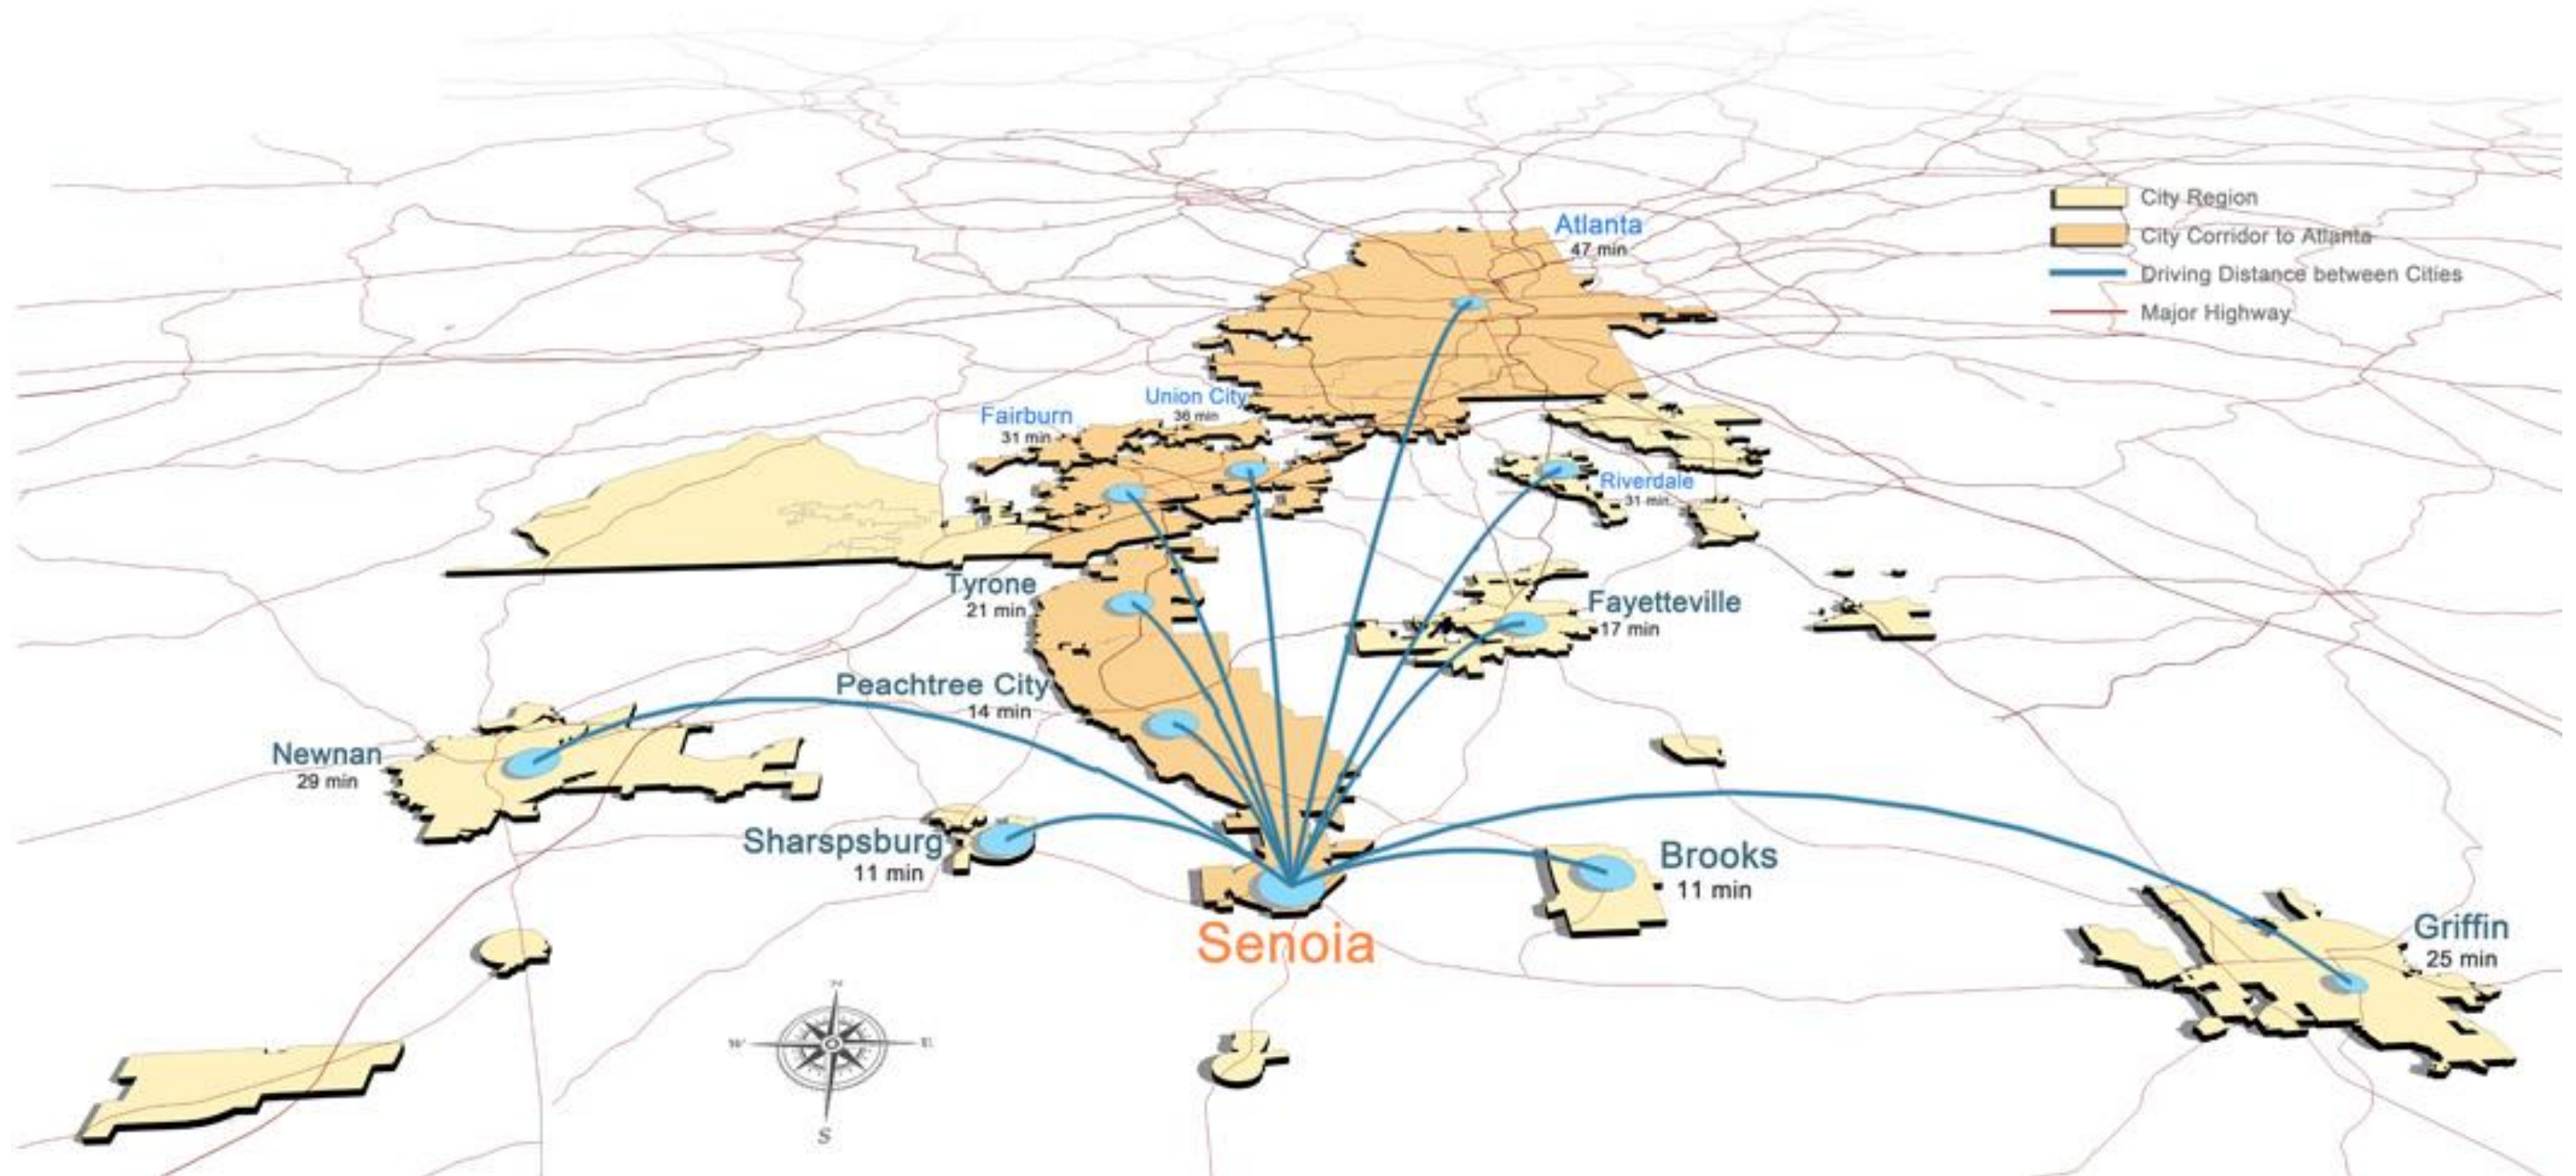 Atlanta
47 min
City Region
City Corridor to Atlanta
Driving Distance between Cities
Major Highway
Union City
36 min
Fairburn
31 min
Riverdale
31 min
Tyrone
21 min
Fayetteville
17 min
Peachtree City
14 min
Newnan
29 min
Sharspsburg
11 min
Brooks
11 min
Senoia
Griffin
25 min
N
W
E
S